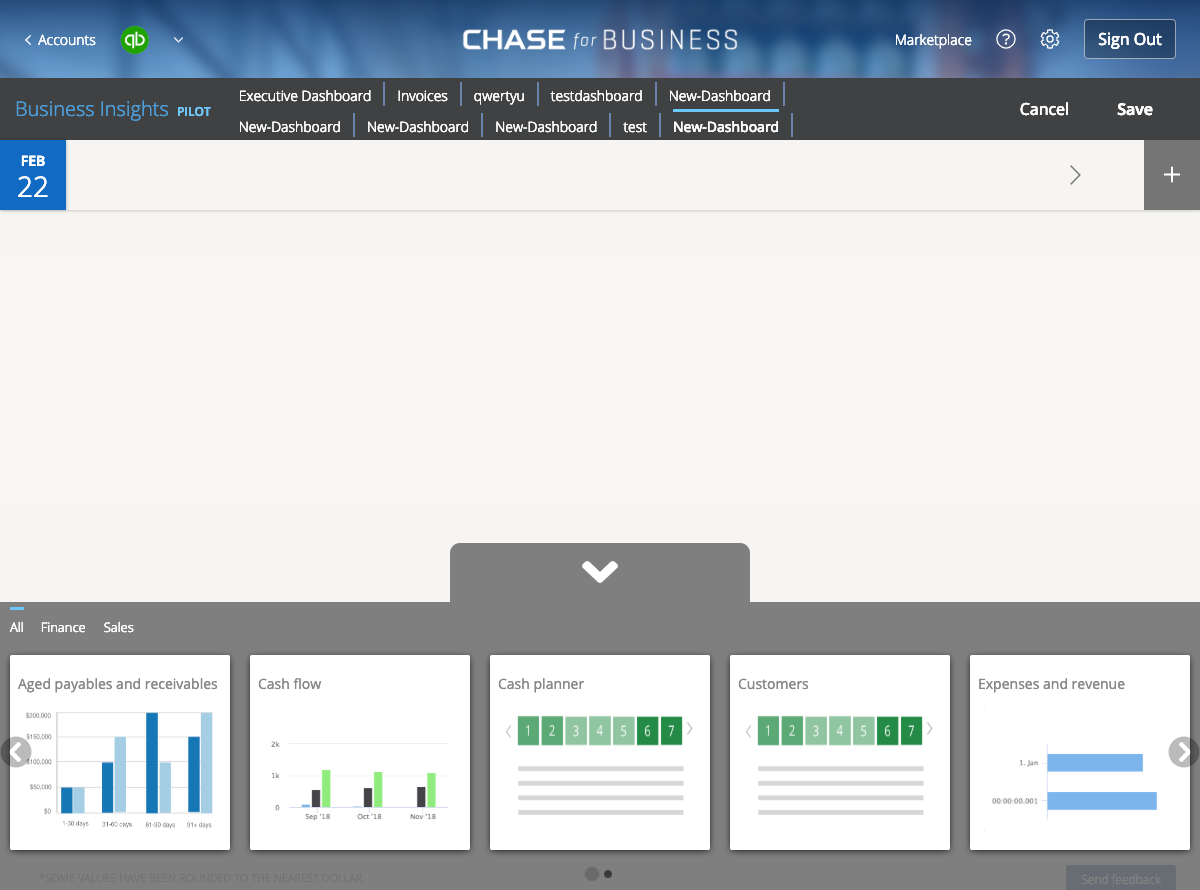 Accounts
qb
CHASE for BUSINESS
Marketplace
?
Sign Out
Business Insights PILOT
Executive Dashboard
Invoices
qwertyu
testdashboard
New-Dashboard
New-Dashboard
New-Dashboard
New-Dashboard
test
New-Dashboard
Cancel
Save
FEB
22
+
All
Finance
Sales
Aged payables and receivables
$200,000
$150,000
$100,000
$50,000
$0
1-30 days
31-60 days
61-90 days
91+ days
Cash flow
2k
1k
0
Sep '18
Oct '18
Nov '18
Cash planner
1 2 3 4 5 6 7
Customers
1 2 3 4 5 6 7
Expenses and revenue
1. Jan
00:00:00.001
*SOME VALUES HAVE BEEN ROUNDED TO THE NEAREST DOLLAR
Send feedback